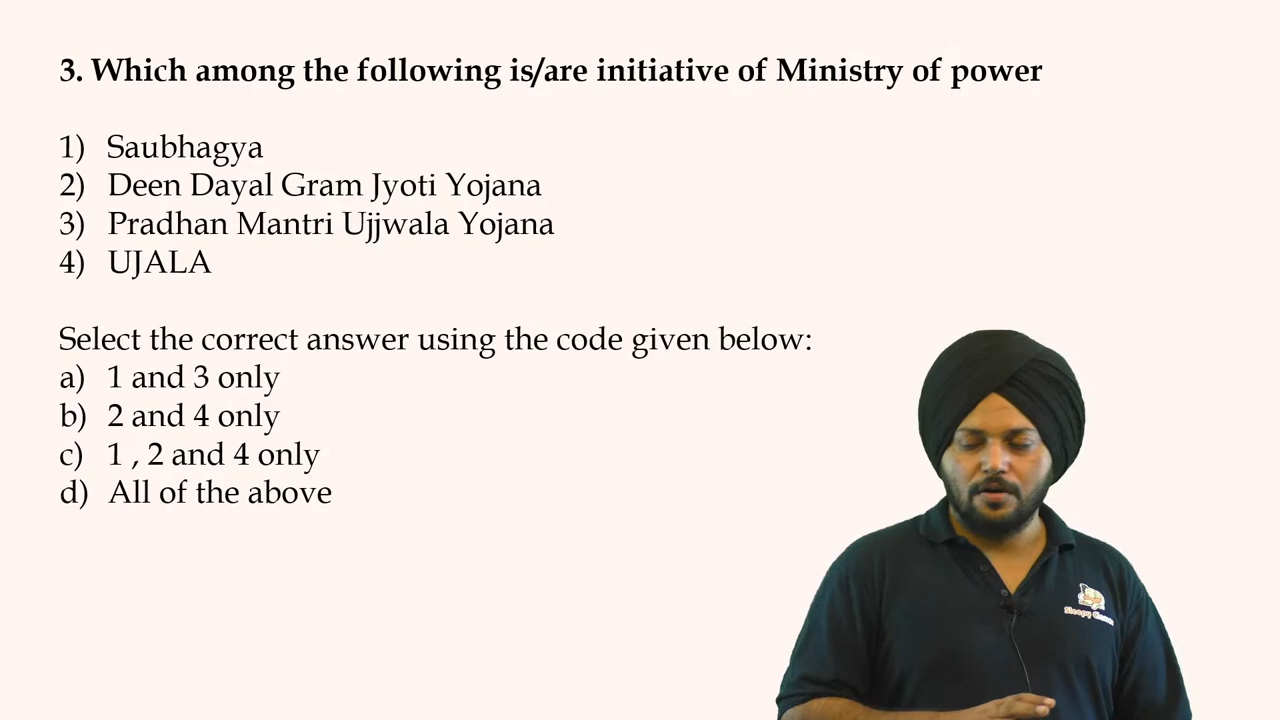 3. Which among the following is/are initiative of Ministry of power
1) Saubhagya
2) Deen Dayal Gram Jyoti Yojana
3) Pradhan Mantri Ujjwala Yojana
4) UJALA
Select the correct answer using the code given below:
a) 1 and 3 only
b) 2 and 4 only
c) 1 , 2 and 4 only
d) All of the above
Sleepy